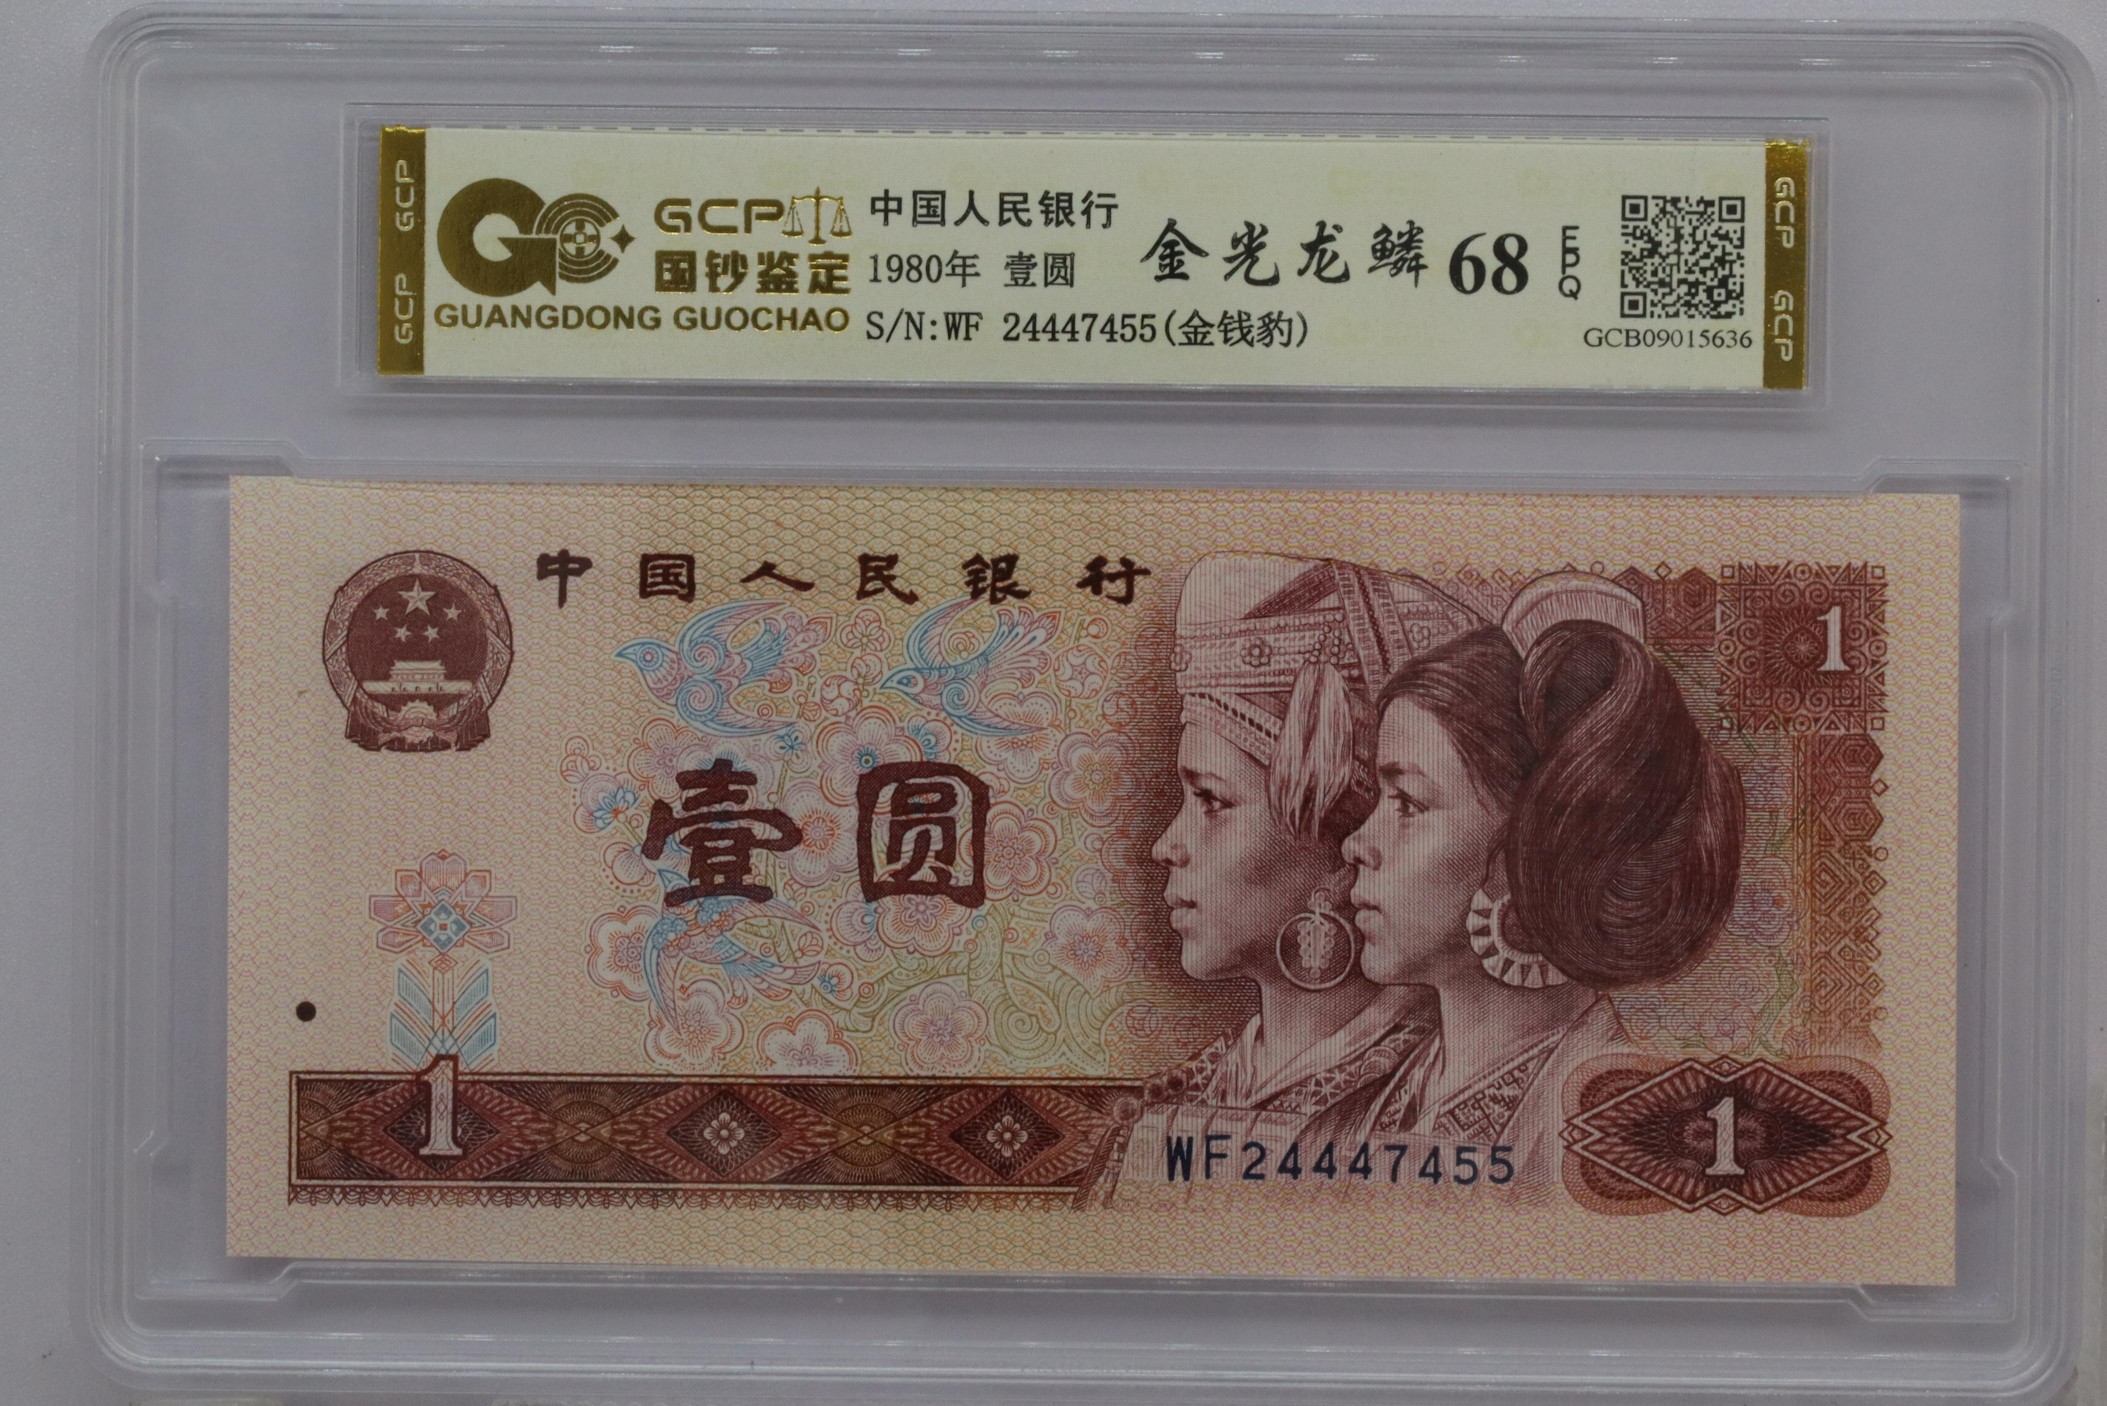 GCP
GCP
GCP
国钞鉴定
GUANGDONG GUOCHAO
中国人民银行
1980年 壹圆
S/N:WF 24447455(金钱豹)
金光龙鳞 68 EPQ
GCB09015636
GCP
GCP
中国人民银行
1
壹圆
1
WF24447455
1